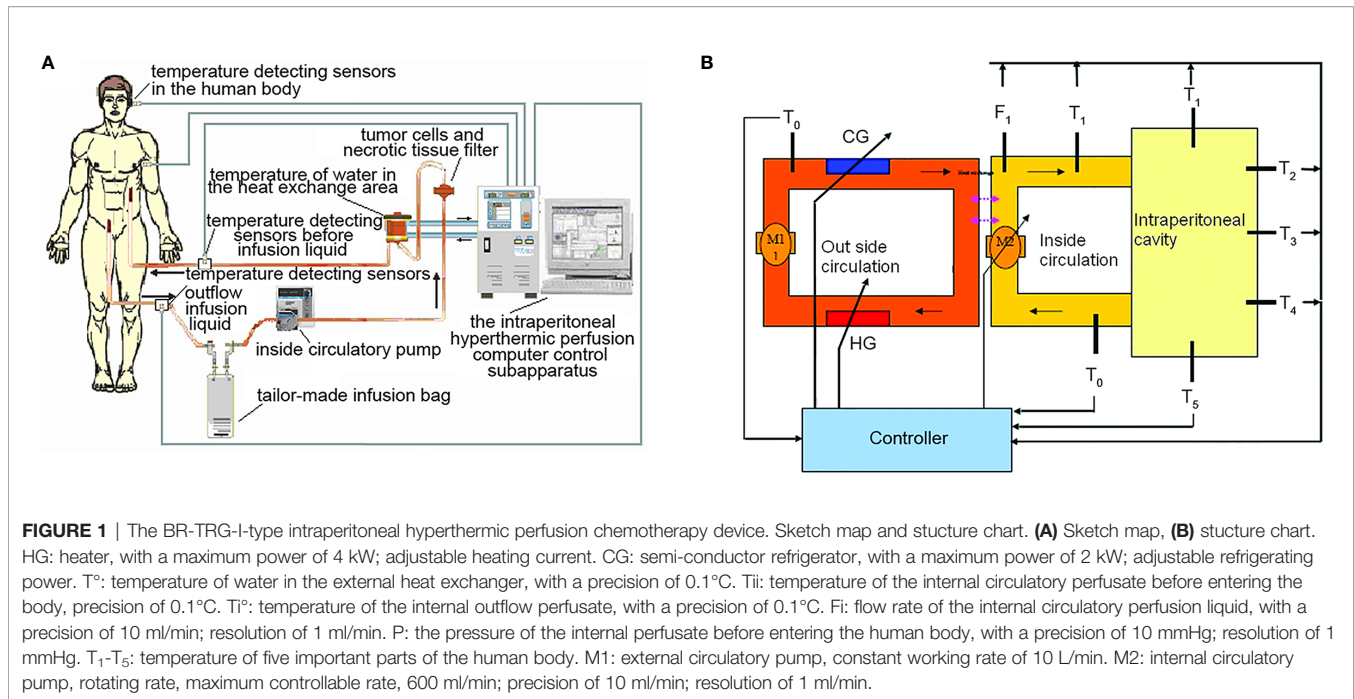 A
temperature detecting sensors
in the human body
tumor cells and
necrotic tissue filter
temperature of water in
the heat exchange area
temperature detecting
sensors before
infusion liquid
temperature detecting sensors
outflow
infusion
liquid
inside circulatory pump
the intraperitoneal
hyperthermic perfusion
computer control
subapparatus
tailor-made infusion bag
B
T0
CG
F1
T1
T1
Heat exchange
T2
M1
1
Out side
circulation
M2
Inside
circulation
Intraperitoneal
cavity
T3
T4
HG
T0
T5
Controller
FIGURE 1 | The BR-TRG-I-type intraperitoneal hyperthermic perfusion chemotherapy device. Sketch map and stucture chart. (A) Sketch map, (B) stucture chart.
HG: heater, with a maximum power of 4 kW; adjustable heating current. CG: semi-conductor refrigerator, with a maximum power of 2 kW; adjustable refrigerating
power. T°: temperature of water in the external heat exchanger, with a precision of 0.1°C. Tii: temperature of the internal circulatory perfusate before entering the
body, precision of 0.1°C. Ti°: temperature of the internal outflow perfusate, with a precision of 0.1°C. Fi: flow rate of the internal circulatory perfusion liquid, with a
precision of 10 ml/min; resolution of 1 ml/min. P: the pressure of the internal perfusate before entering the human body, with a precision of 10 mmHg; resolution of 1
mmHg. T1-T5: temperature of five important parts of the human body. M1: external circulatory pump, constant working rate of 10 L/min. M2: internal circulatory
pump, rotating rate, maximum controllable rate, 600 ml/min; precision of 10 ml/min; resolution of 1 ml/min.